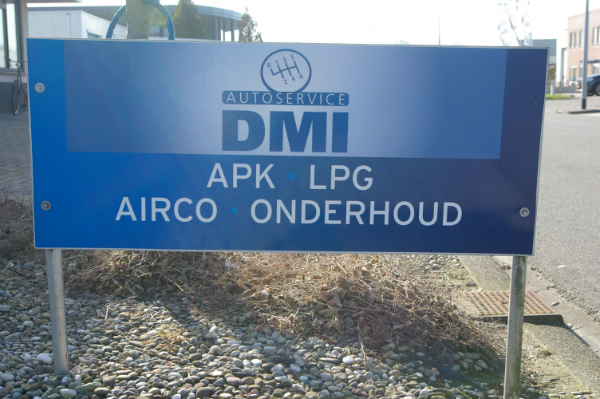 AUTOSERVICE
DMI
APK · LPG
AIRCO · ONDERHOUD